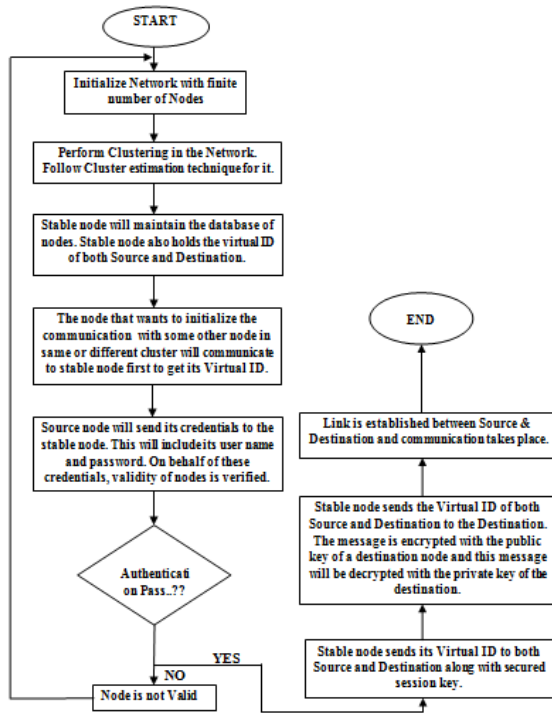 START
Initialize Network with finite
number of Nodes
Perform Clustering in the Network.
Follow Cluster estimation technique for it.
Stable node will maintain the database of
nodes. Stable node also holds the virtual ID
of both Source and Destination.
The node that wants to initialize the
communication with some other node in
same or different cluster will communicate
to stable node first to get its Virtual ID.
Source node will send its credentials to the
stable node. This will include its user name
and password. On behalf of these
credentials, validity of nodes is verified.
Authenticati
on Pass..??
YES
NO
Node is not Valid
Stable node sends its Virtual ID to both
Source and Destination along with secured
session key.
Stable node sends the Virtual ID of both
Source and Destination to the Destination.
The message is encrypted with the public
key of a destination node and this message
will be decrypted with the private key of the
destination.
Link is established between Source &
Destination and communication takes place.
END